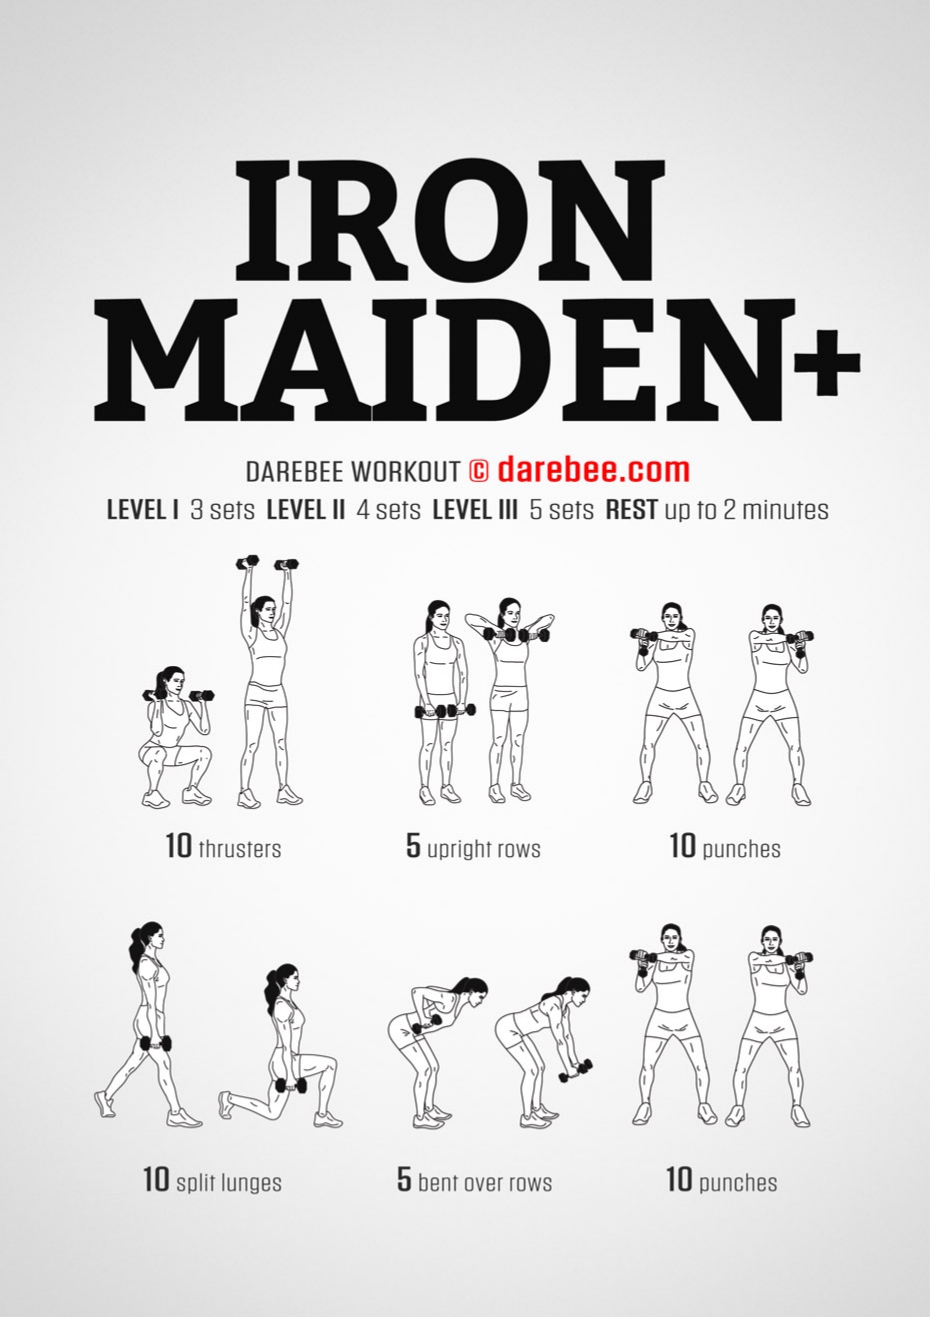 IRON
MAIDEN+
DAREBEE WORKOUT © darebee.com
LEVEL I 3 sets LEVEL II 4 sets LEVEL III 5 sets REST up to 2 minutes
10 thrusters
5 upright rows
10 punches
10 split lunges
5 bent over rows
10 punches